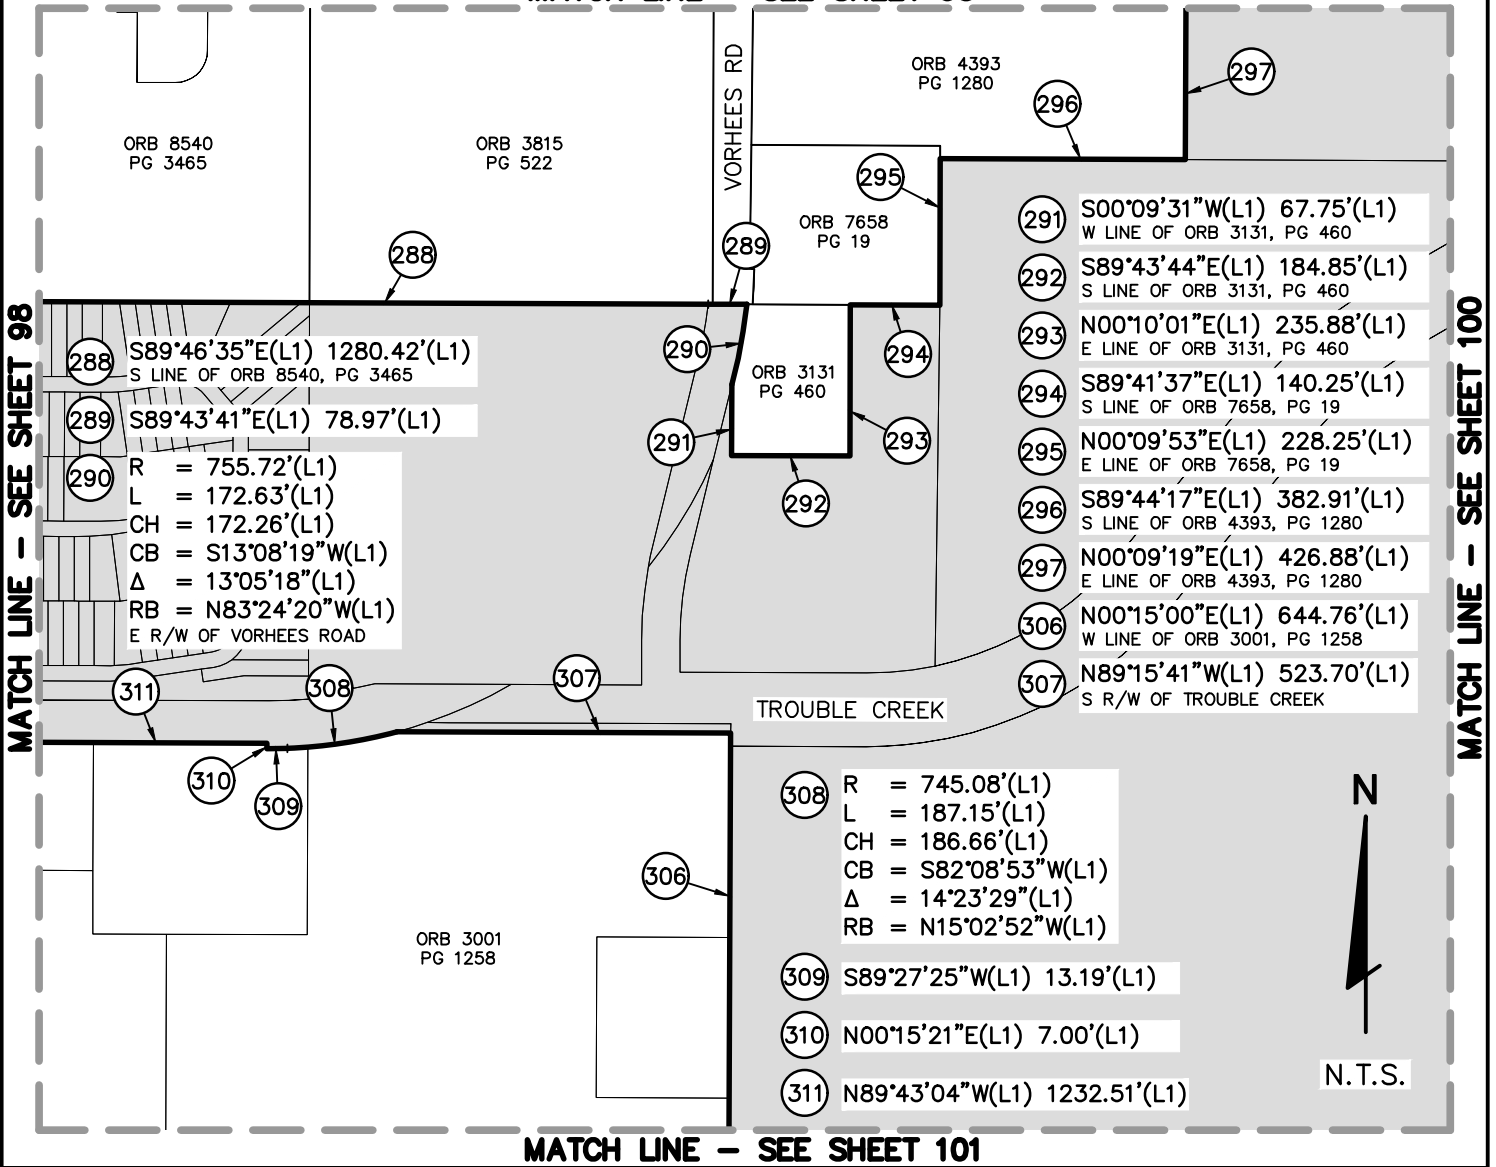 ORB 8540
PG 3465
ORB 3815
PG 522
VORHEES RD
ORB 4393
PG 1280
297
296
295
ORB 7658
PG 19
289
288
290
ORB 3131
PG 460
294
291
293
292
MATCH LINE - SEE SHEET 98
288 S89°46'35"E(L1) 1280.42'(L1)
S LINE OF ORB 8540, PG 3465
289 S89°43'41"E(L1) 78.97'(L1)
290 R = 755.72'(L1)
L = 172.63'(L1)
CH = 172.26'(L1)
CB = S13°08'19"W(L1)
Δ = 13°05'18"(L1)
RB = N83°24'20"W(L1)
E R/W OF VORHEES ROAD
291 S00°09'31"W(L1) 67.75'(L1)
W LINE OF ORB 3131, PG 460
292 S89°43'44"E(L1) 184.85'(L1)
S LINE OF ORB 3131, PG 460
293 N00°10'01"E(L1) 235.88'(L1)
E LINE OF ORB 3131, PG 460
294 S89°41'37"E(L1) 140.25'(L1)
S LINE OF ORB 7658, PG 19
295 N00°09'53"E(L1) 228.25'(L1)
E LINE OF ORB 7658, PG 19
296 S89°44'17"E(L1) 382.91'(L1)
S LINE OF ORB 4393, PG 1280
297 N00°09'19"E(L1) 426.88'(L1)
E LINE OF ORB 4393, PG 1280
306 N00°15'00"E(L1) 644.76'(L1)
W LINE OF ORB 3001, PG 1258
307 N89°15'41"W(L1) 523.70'(L1)
S R/W OF TROUBLE CREEK
MATCH LINE - SEE SHEET 100
311
308
307
TROUBLE CREEK
310
309
306
ORB 3001
PG 1258
308 R = 745.08'(L1)
L = 187.15'(L1)
CH = 186.66'(L1)
CB = S82°08'53"W(L1)
Δ = 14°23'29"(L1)
RB = N15°02'52"W(L1)
309 S89°27'25"W(L1) 13.19'(L1)
310 N00°15'21"E(L1) 7.00'(L1)
311 N89°43'04"W(L1) 1232.51'(L1)
N
N.T.S.
MATCH LINE - SEE SHEET 101